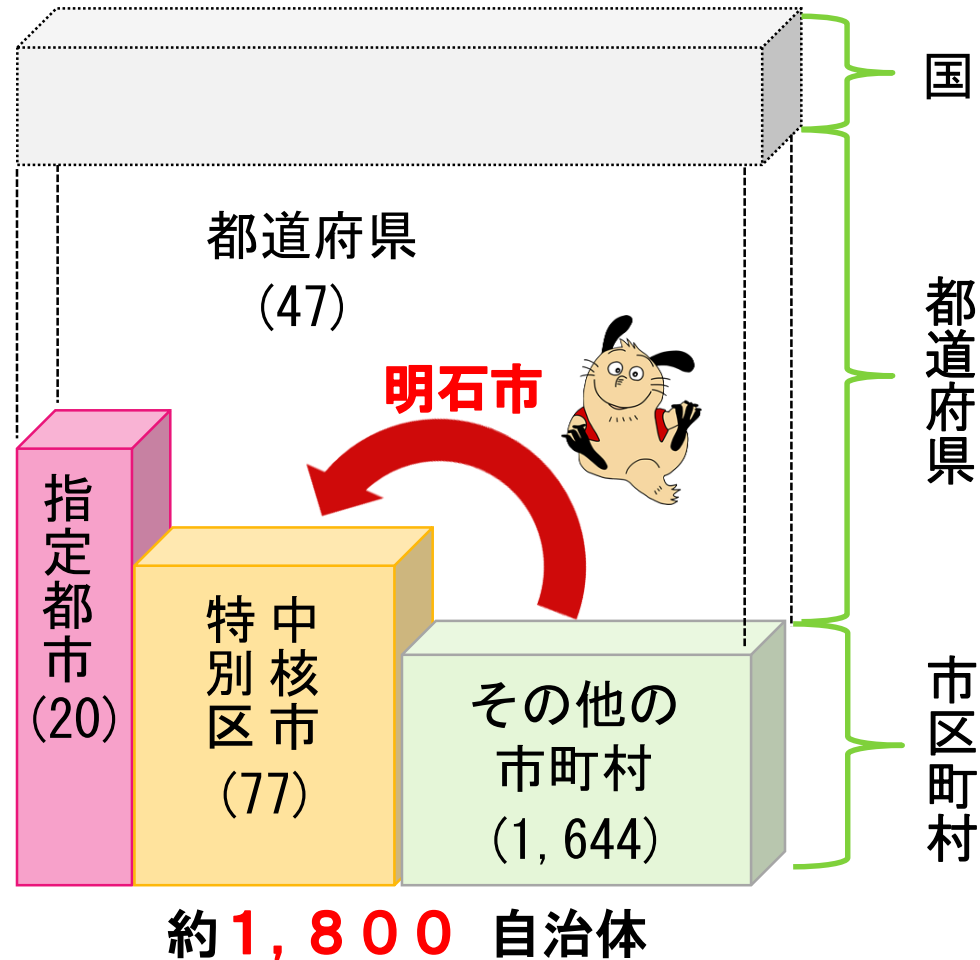 国
都道府県
(47)
明石市
都道府県
指定都市
(20)
中核市
特別区
(77)
その他の
市町村
(1,644)
市区町村
約1,800 自治体